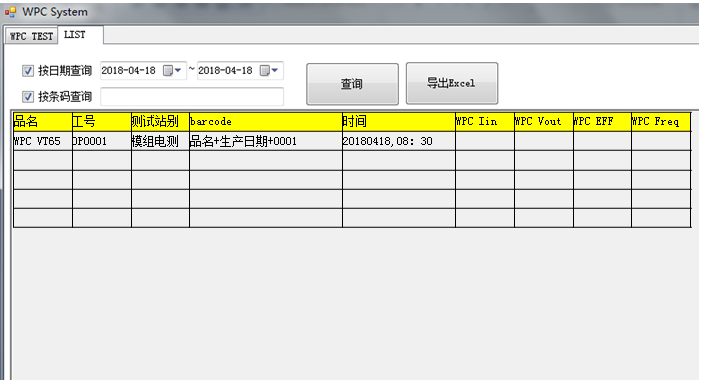 WPC System
WPC TEST LIST
按日期查询 2018-04-18 ~ 2018-04-18 查询 导出Excel
按条码查询
品名 工号 测试站别 barcode 时间 WPC Iin WPC Vout WPC EFF WPC Freq
WPC VT65 OP0001 模组电测 品名+生产日期+0001 20180418,08：30